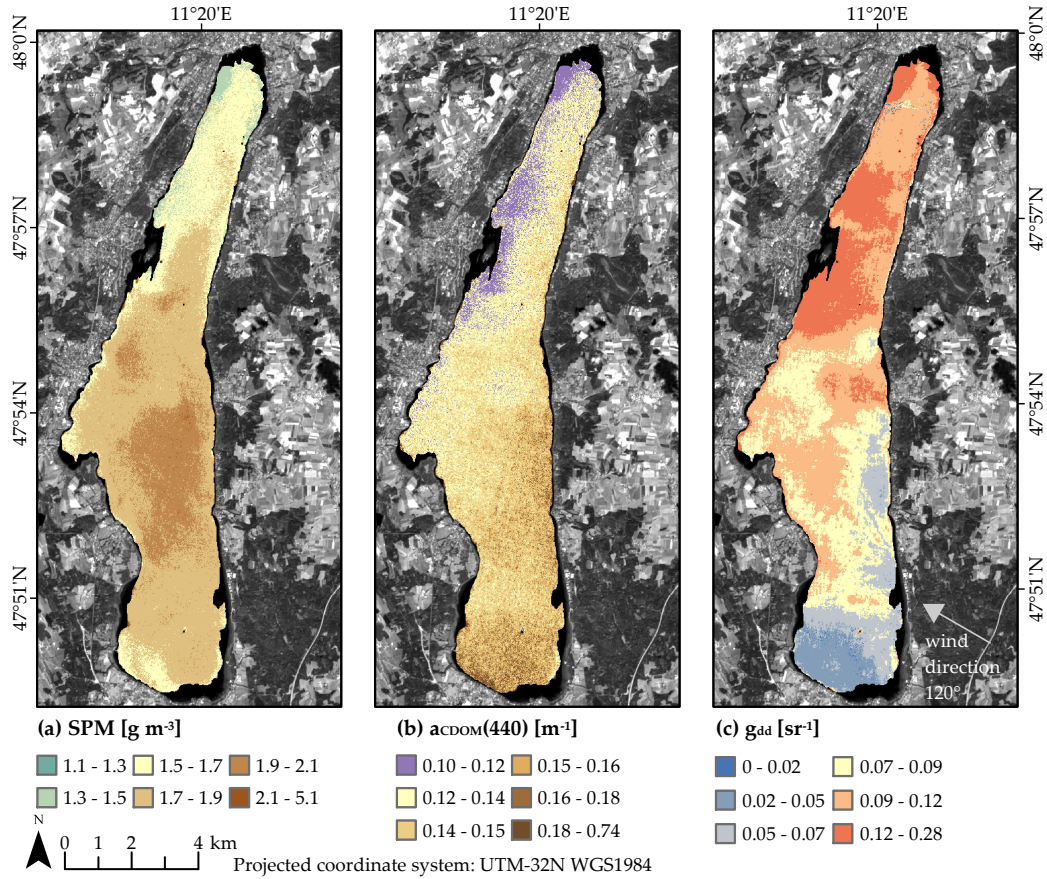 11°20'E 11°20'E 11°20'E
48°0'N 48°0'N
47°57'N 47°57'N
47°54'N 47°54'N
47°51'N 47°51'N
wind
direction
120°
(a) SPM [g m⁻³] (b) aCDOM(440) [m⁻¹] (c) gdd [sr⁻¹]
1.1 - 1.3 1.5 - 1.7 1.9 - 2.1 0.10 - 0.12 0.15 - 0.16 0 - 0.02 0.07 - 0.09
1.3 - 1.5 1.7 - 1.9 2.1 - 5.1 0.12 - 0.14 0.16 - 0.18 0.02 - 0.05 0.09 - 0.12
0.14 - 0.15 0.18 - 0.74 0.05 - 0.07 0.12 - 0.28
N
0 2 4 km
Projected coordinate system: UTM-32N WGS1984